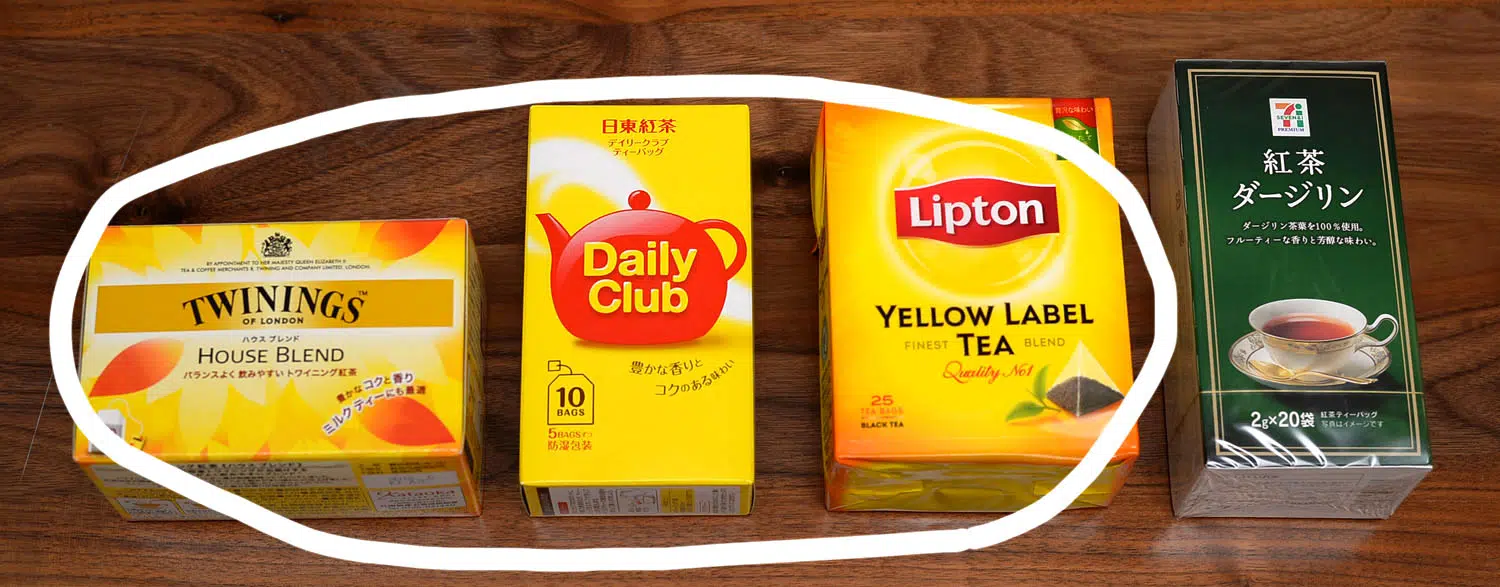 BY APPOINTMENT TO HER MAJESTY QUEEN ELIZABETH II
TEA & COFFEE MERCHANTS R. TWINING AND COMPANY LIMITED, LONDON.
TWININGS™
OF LONDON
ハウス ブレンド
HOUSE BLEND
バランスよく飲みやすい トワイニング紅茶
豊かなコクと香り
ミルクティーにも最適
日東紅茶
デイリークラブ
ティーバッグ
Daily
Club
豊かな香りと
コクのある味わい
10
BAGS
5BAGSずつ
防湿包装
贅沢な味わい
Lipton
YELLOW LABEL
FINEST TEA BLEND
Quality No1
25
TEA BAGS
BLACK TEA
7i
SEVEN&i
PREMIUM
紅茶
ダージリン
ダージリン茶葉を100%使用。
フルーティーな香りと芳醇な味わい。
2g×20袋
紅茶ティーバッグ
写真はイメージです